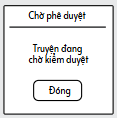 Chờ phê duyệt
Truyện đang
chờ kiểm duyệt
Đóng